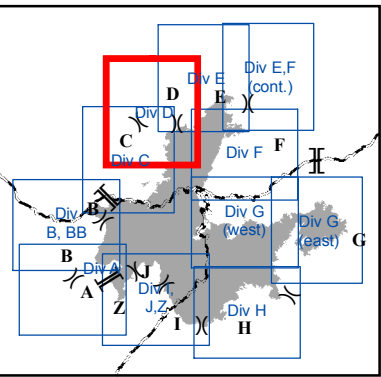 Div E,F
(cont.)
Div E
D
E
Div D
C
F
Div F
Div C
Div
B, BB
B
Div G
(west)
Div G
(east)
G
B
Div A
J
A
Div I,
J,Z
Z
I
Div H
H